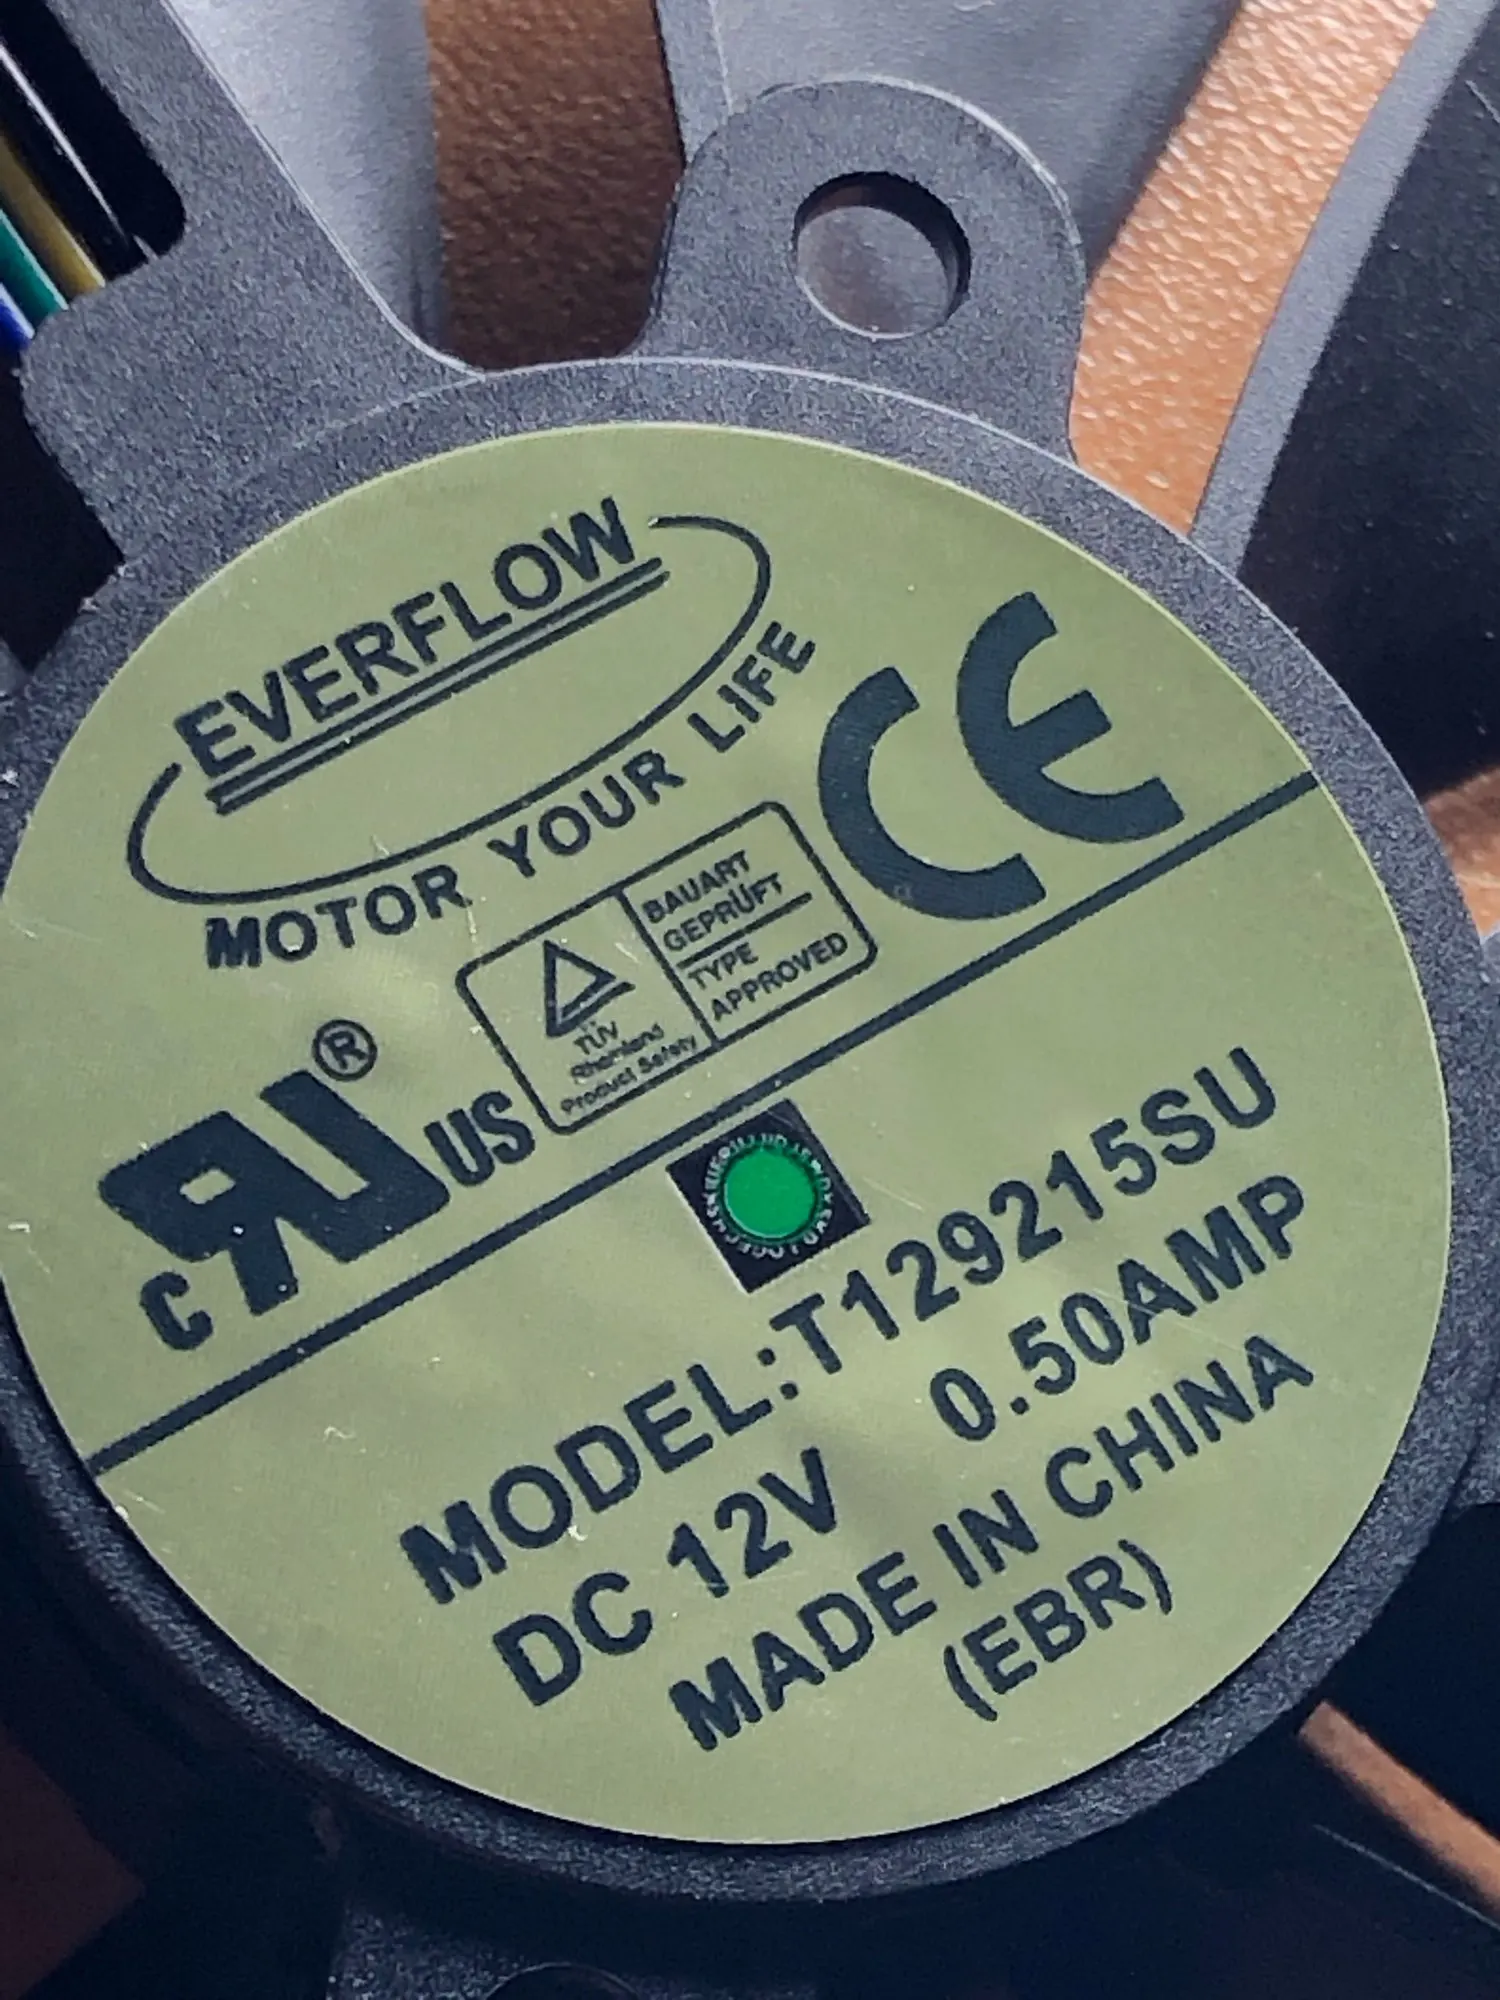 EVERFLOW
MOTOR YOUR LIFE
CE
BAUART
GEPRÜFT
TYPE
APPROVED
TÜV
Rheinland
Product Safety
c RU ® US
MODEL:T129215SU
DC 12V 0.50AMP
MADE IN CHINA
(EBR)